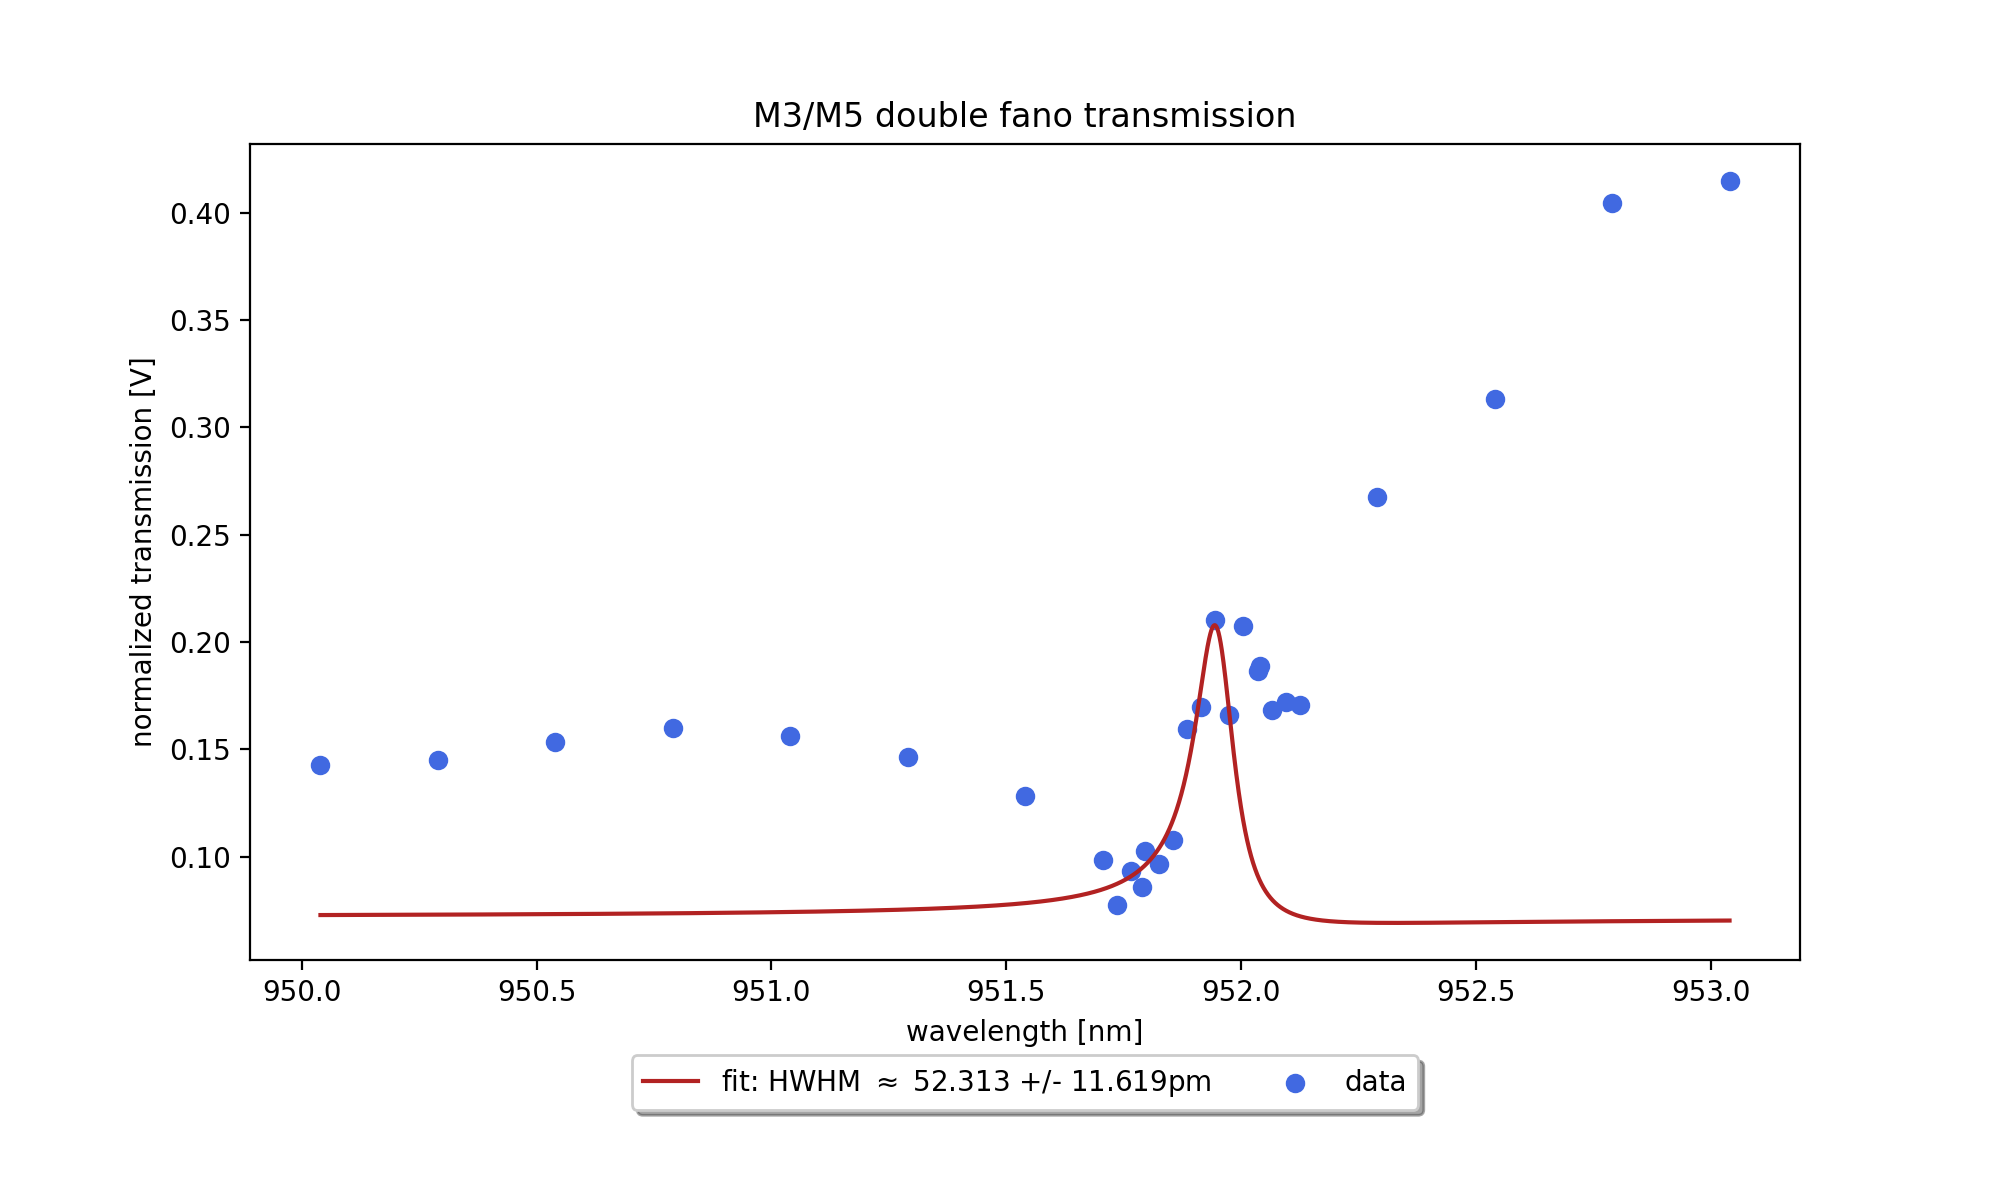 M3/M5 double fano transmission
normalized transmission [V]
0.40
0.35
0.30
0.25
0.20
0.15
0.10
950.0 950.5 951.0 951.5 952.0 952.5 953.0
wavelength [nm]
fit: HWHM ≈ 52.313 +/- 11.619pm data